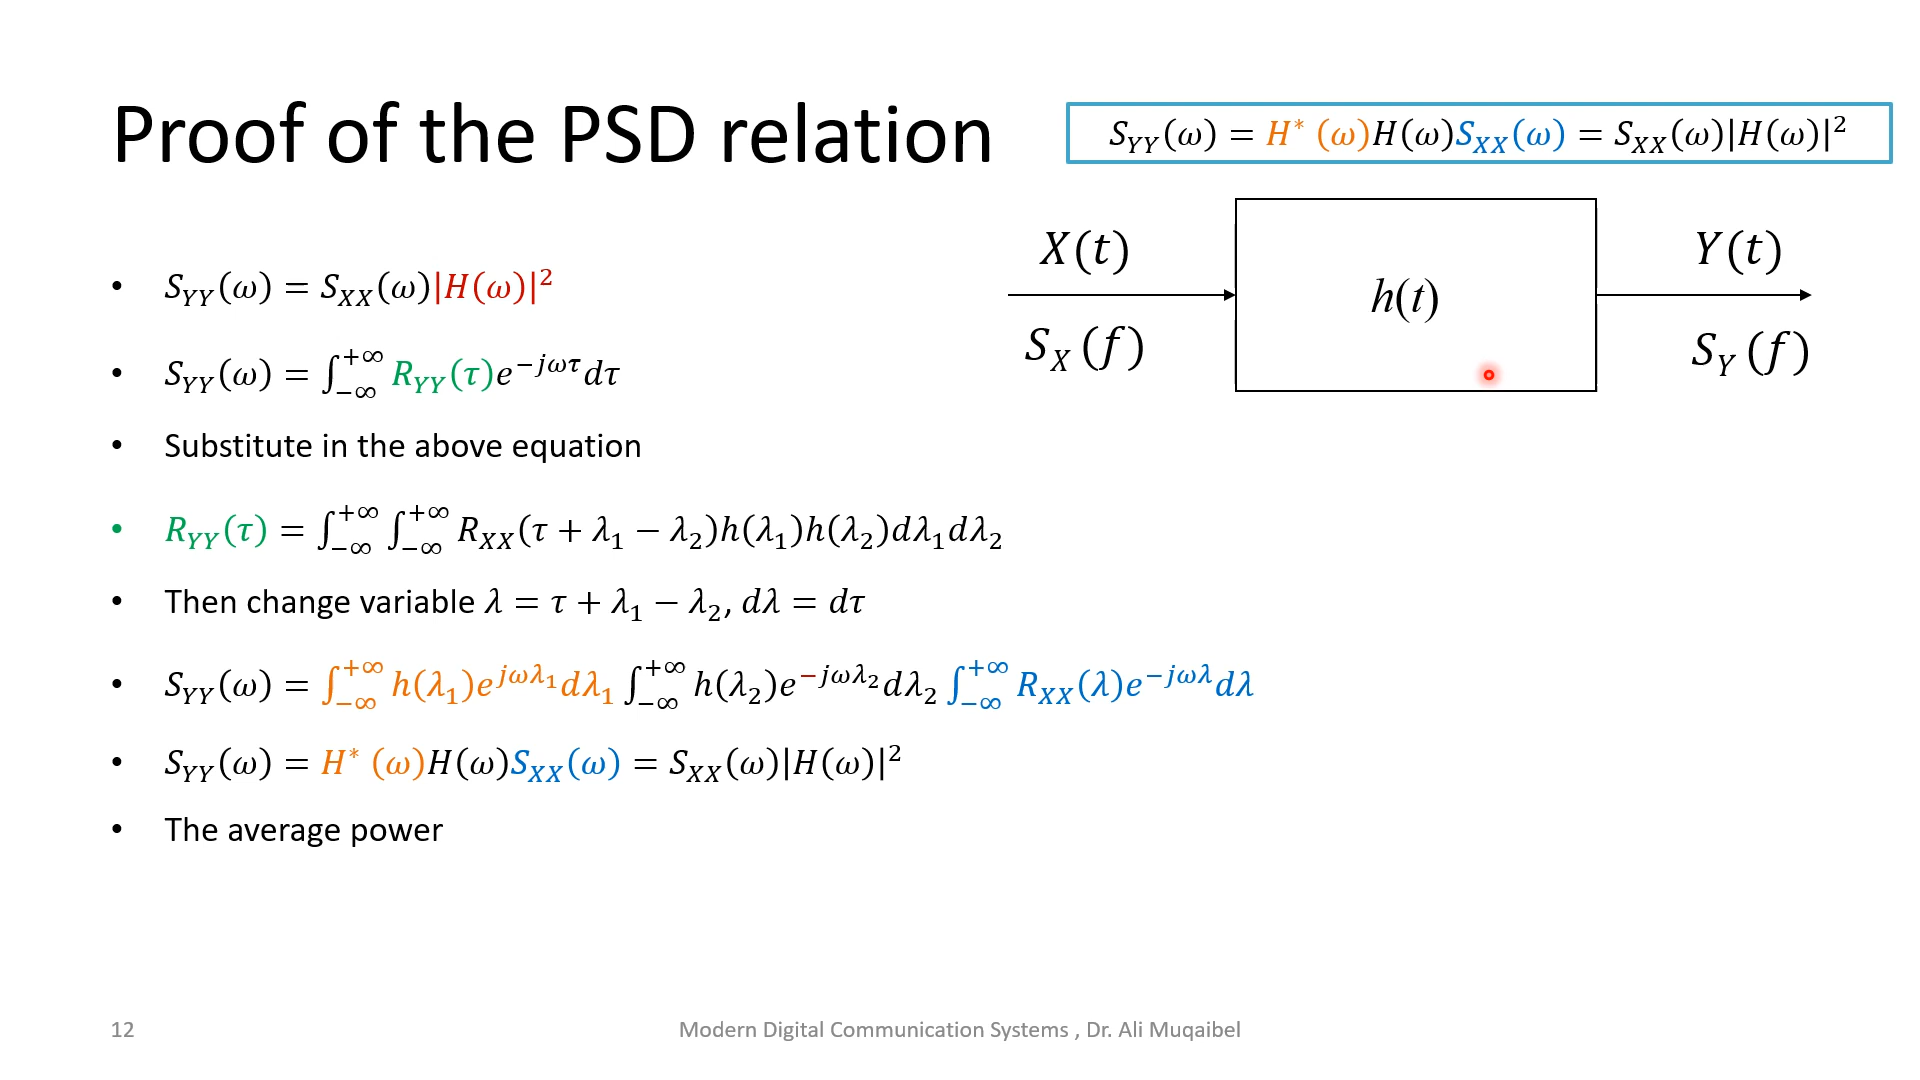 Proof of the PSD relation
S_YY(ω) = H*(ω)H(ω)S_XX(ω) = S_XX(ω)|H(ω)|²
X(t)
Y(t)
h(t)
S_X(f)
S_Y(f)
• S_YY(ω) = S_XX(ω)|H(ω)|²
• S_YY(ω) = ∫_{−∞}^{+∞} R_YY(τ)e^{−jωτ}dτ
• Substitute in the above equation
• R_YY(τ) = ∫_{−∞}^{+∞} ∫_{−∞}^{+∞} R_XX(τ + λ₁ − λ₂)h(λ₁)h(λ₂)dλ₁dλ₂
• Then change variable λ = τ + λ₁ − λ₂, dλ = dτ
• S_YY(ω) = ∫_{−∞}^{+∞} h(λ₁)e^{jωλ₁}dλ₁ ∫_{−∞}^{+∞} h(λ₂)e^{−jωλ₂}dλ₂ ∫_{−∞}^{+∞} R_XX(λ)e^{−jωλ}dλ
• S_YY(ω) = H*(ω)H(ω)S_XX(ω) = S_XX(ω)|H(ω)|²
• The average power
12
Modern Digital Communication Systems , Dr. Ali Muqaibel